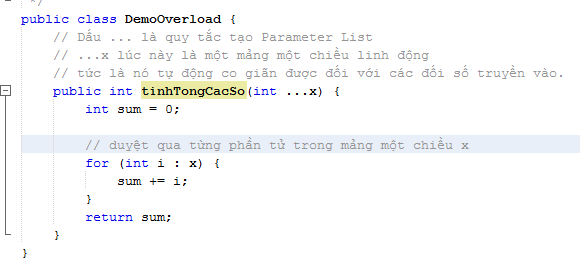 */
public class DemoOverload {
// Dấu ... là quy tắc tạo Parameter List
// ...x lúc này là một mảng một chiều linh động
// tức là nó tự động co giãn được đối với các đối số truyền vào.
public int tinhTongCacSo(int ...x) {
int sum = 0;
// duyệt qua từng phần tử trong mảng một chiều x
for (int i : x) {
sum += i;
}
return sum;
}
}